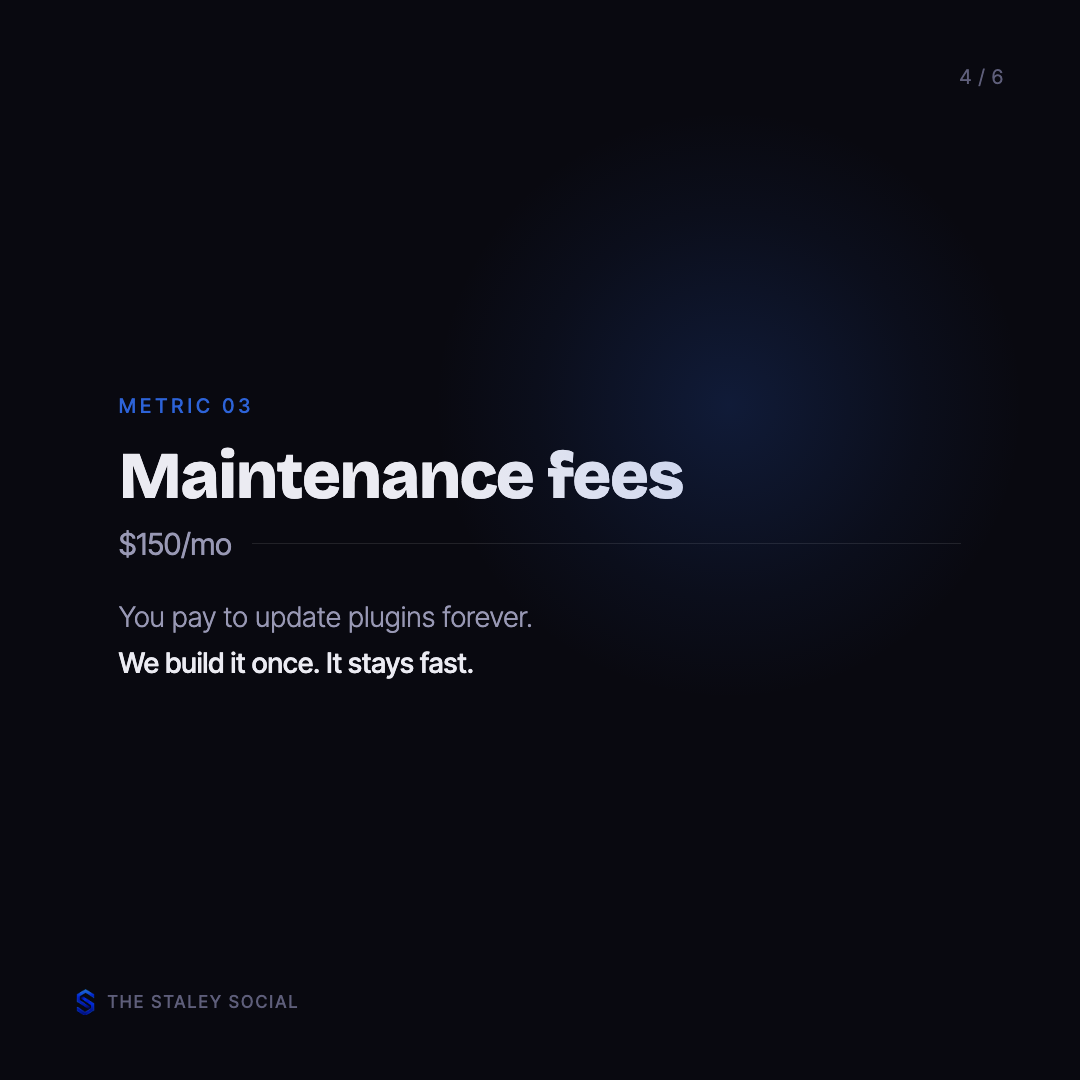 4 / 6
METRIC 03
Maintenance fees
$150/mo
You pay to update plugins forever.
We build it once. It stays fast.
THE STALEY SOCIAL